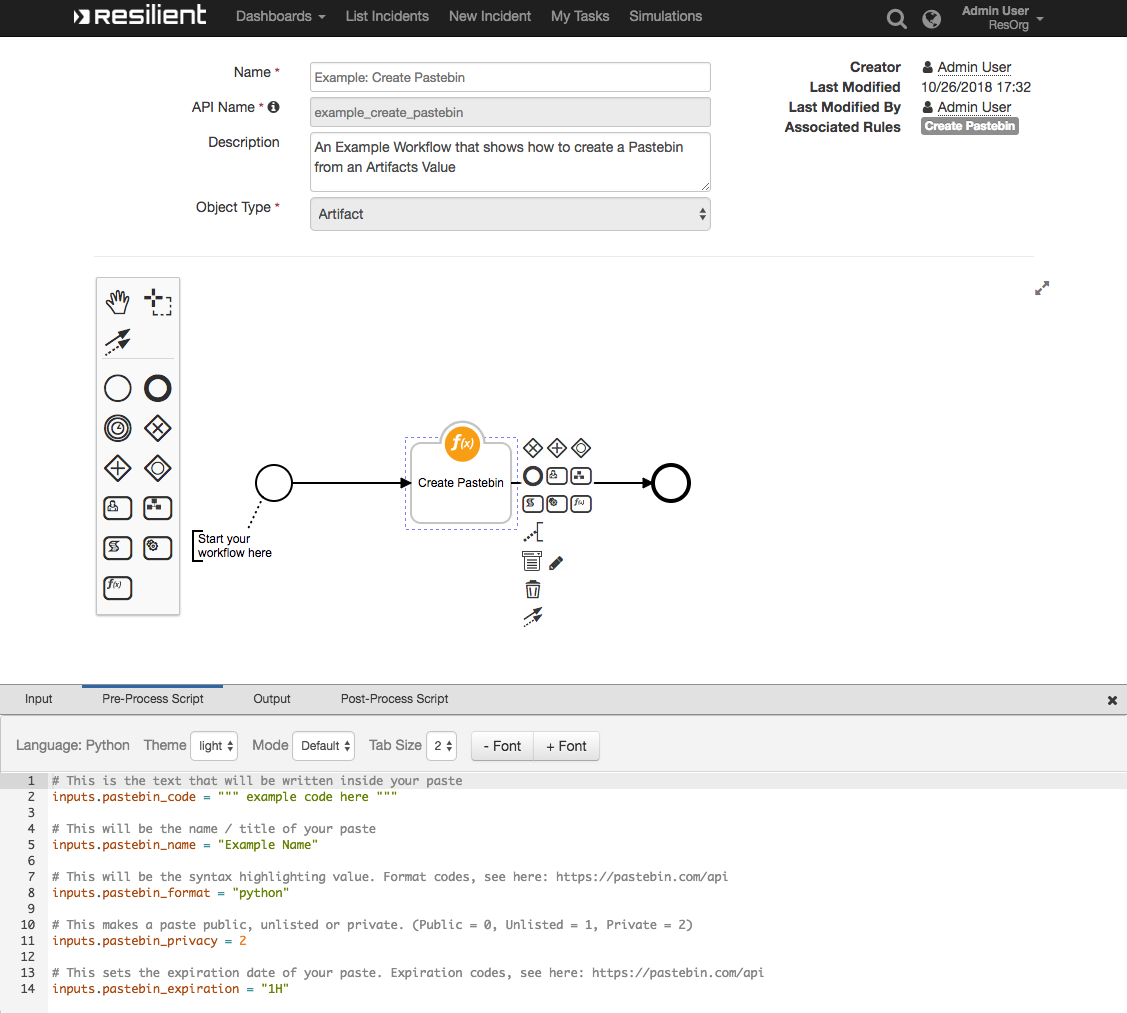 RESILIENT
Dashboards List Incidents New Incident My Tasks Simulations
Admin User
ResOrg
Name * Example: Create Pastebin
API Name * example_create_pastebin
Description An Example Workflow that shows how to create a Pastebin
from an Artifacts Value
Object Type * Artifact
Creator Admin User
Last Modified 10/26/2018 17:32
Last Modified By Admin User
Associated Rules Create Pastebin
f(x)
Create Pastebin
f(x)
Start your
workflow here
f(x)
Input Pre-Process Script Output Post-Process Script
Language: Python Theme light Mode Default Tab Size 2 - Font + Font
1 # This is the text that will be written inside your paste
2 inputs.pastebin_code = """ example code here """
3
4 # This will be the name / title of your paste
5 inputs.pastebin_name = "Example Name"
6
7 # This will be the syntax highlighting value. Format codes, see here: https://pastebin.com/api
8 inputs.pastebin_format = "python"
9
10 # This makes a paste public, unlisted or private. (Public = 0, Unlisted = 1, Private = 2)
11 inputs.pastebin_privacy = 2
12
13 # This sets the expiration date of your paste. Expiration codes, see here: https://pastebin.com/api
14 inputs.pastebin_expiration = "1H"